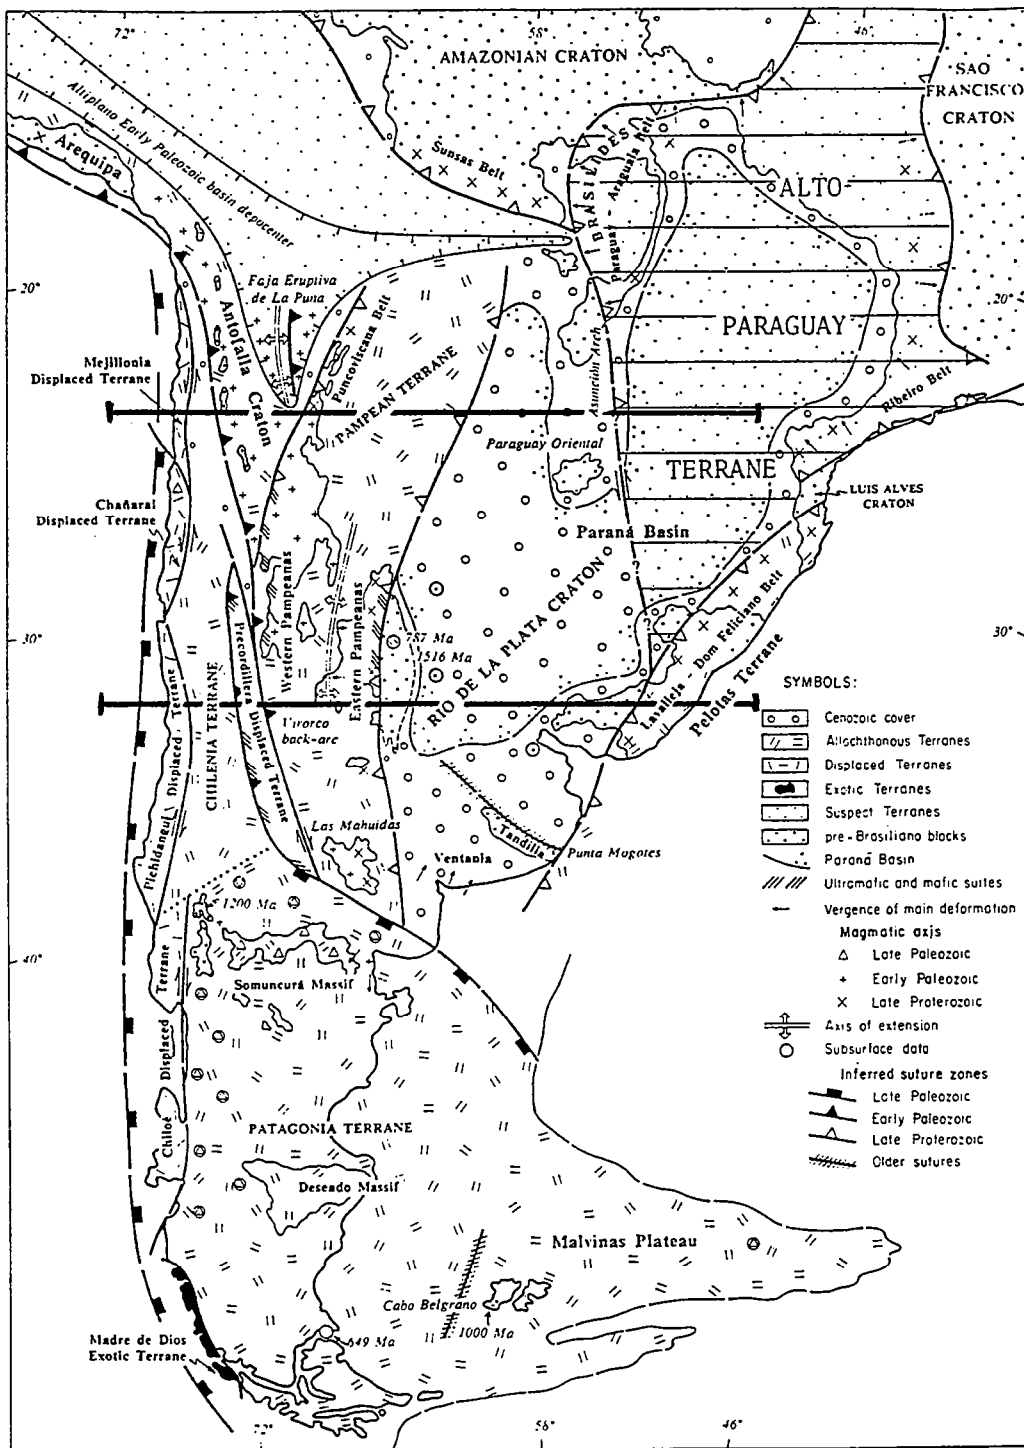 72°
58°
46°
AMAZONIAN CRATON
SAO
FRANCISCO
CRATON
Altiplano Early Paleozoic basin depocenter
Arequipa
Sunsas Belt
BRASILIDES
Paraguay - Araguaia Belt
ALTO
PARAGUAY
TERRANE
20°
20°
Faja Eruptiva
de La Puna
Antofalla
Craton
Puncoviscana Belt
PAMPEAN TERRANE
Asunción Arch
Ribeiro Belt
Mejillonia
Displaced Terrane
Paraguay Oriental
LUIS ALVES
CRATON
Chañaral
Displaced Terrane
Paraná Basin
?
?
Western Pampeanas
Eastern Pampeanas
RIO DE LA PLATA CRATON
Lavalleja - Dom Feliciano Belt
Pelotas Terrane
30°
30°
787 Ma
1516 Ma
CHILENIA TERRANE
Precordillera Displaced Terrane
Virorco
back-arc
Displaced Terrane
Las Mahuidas
Ventania
Tandilia
Punta Mogotes
1200 Ma
40°
Terrane
Somuncurá Massif
Displaced
Chiloé
PATAGONIA TERRANE
Deseado Massif
Malvinas Plateau
Cabo Belgrano
1000 Ma
649 Ma
Madre de Dios
Exotic Terrane
72°
46°
SYMBOLS:
Cenozoic cover
Allochthonous Terranes
Displaced Terranes
Exotic Terranes
Suspect Terranes
pre-Brasiliano blocks
Paraná Basin
Ultramafic and mafic suites
Vergence of main deformation
Magmatic axis
Late Paleozoic
Early Paleozoic
Late Proterozoic
Axis of extension
Subsurface data
Inferred suture zones
Late Paleozoic
Early Paleozoic
Late Proterozoic
Older sutures